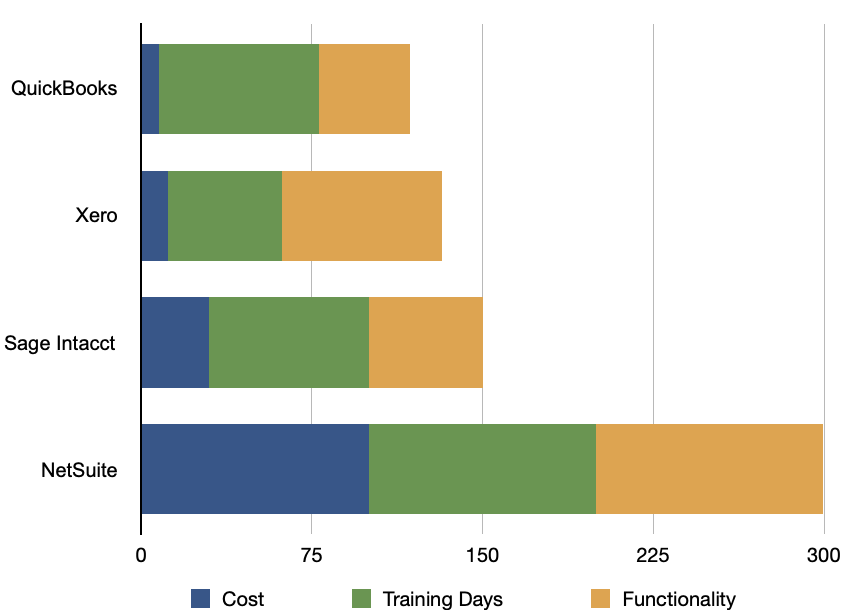 QuickBooks
Xero
Sage Intacct
NetSuite
0 75 150 225 300
Cost Training Days Functionality